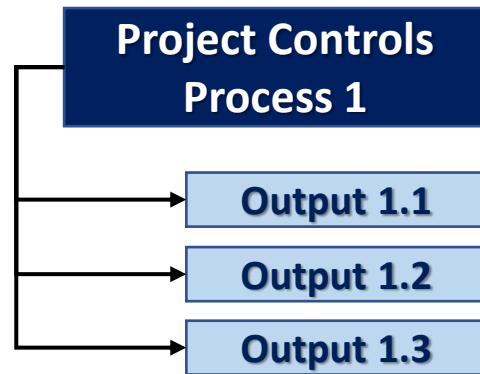 Project Controls
Process 1
Output 1.1
Output 1.2
Output 1.3